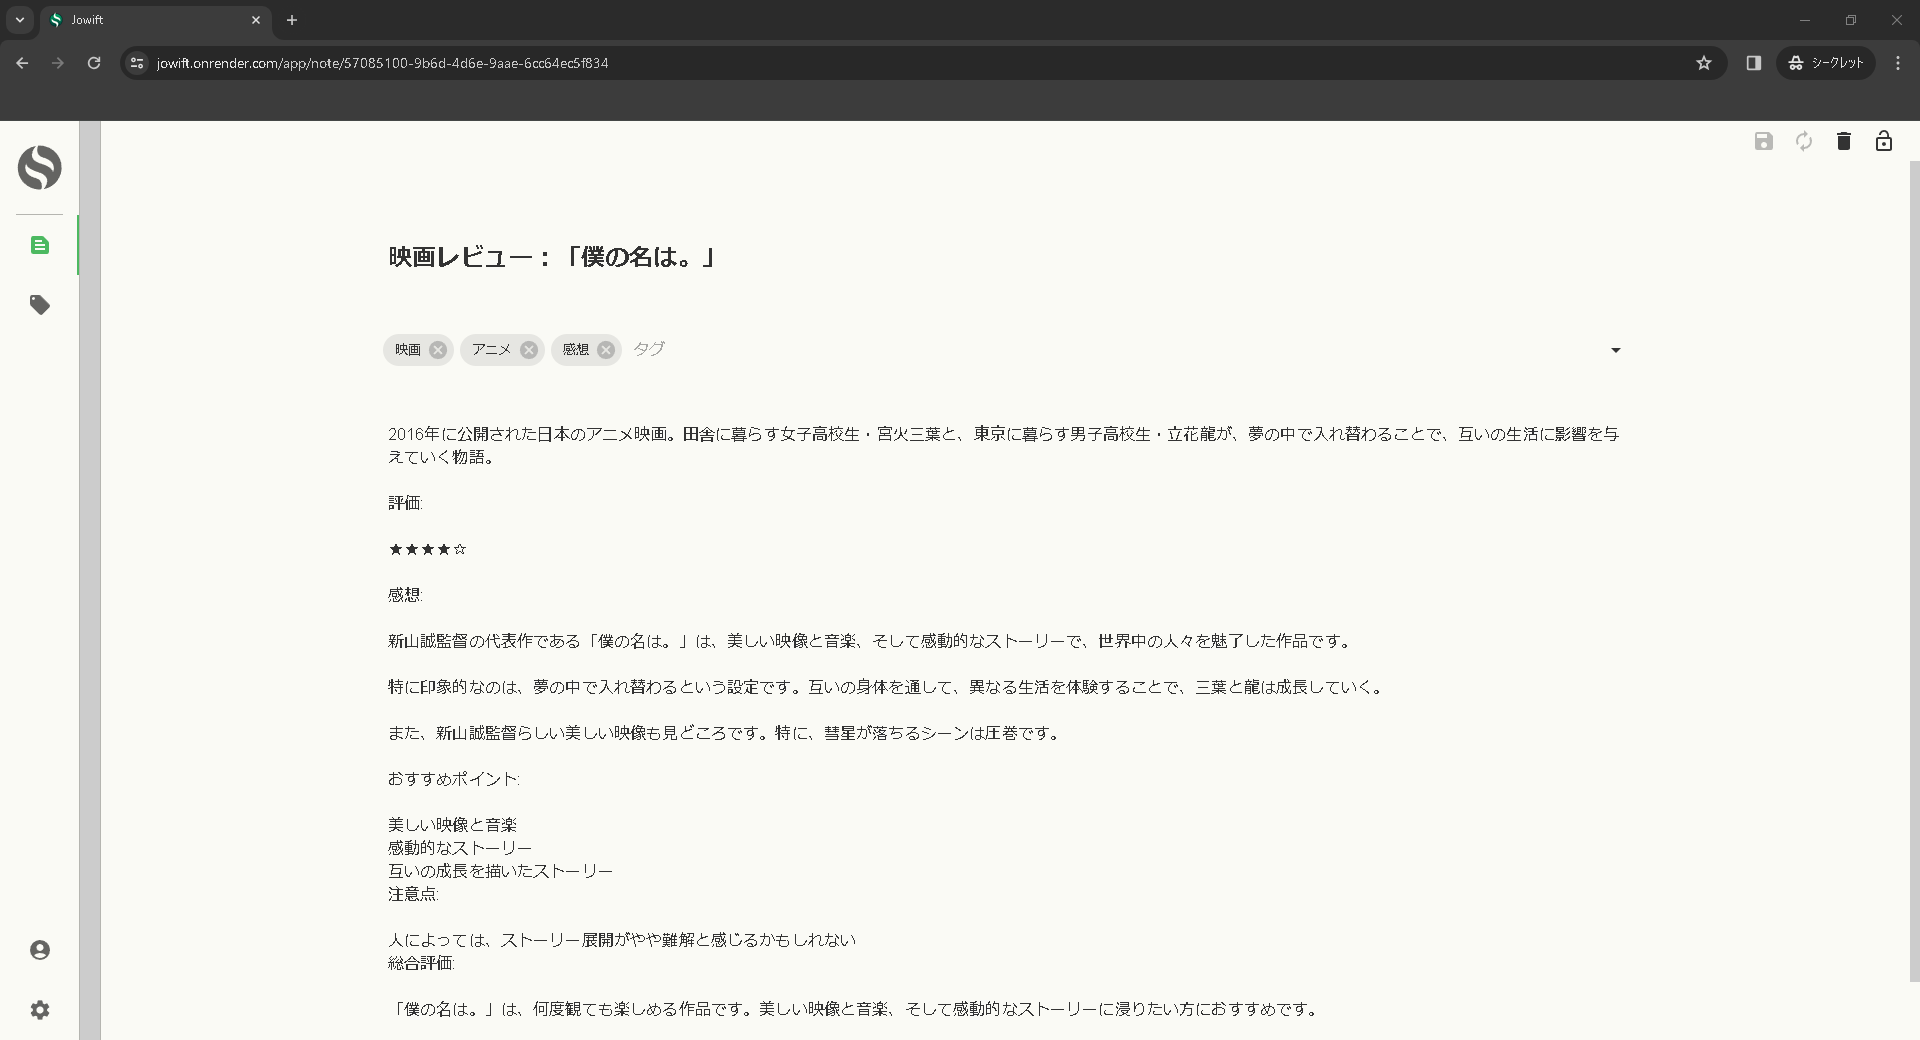 Jowift
jowift.onrender.com/app/note/57085100-9b6d-4d6e-9aae-6cc64ec5f834
シークレット
映画レビュー：「僕の名は。」
映画 アニメ 感想 タグ
2016年に公開された日本のアニメ映画。田舎に暮らす女子高校生・宮火三葉と、東京に暮らす男子高校生・立花龍が、夢の中で入れ替わることで、互いの生活に影響を与
えていく物語。
評価:
★★★★☆
感想:
新山誠監督の代表作である「僕の名は。」は、美しい映像と音楽、そして感動的なストーリーで、世界中の人々を魅了した作品です。
特に印象的なのは、夢の中で入れ替わるという設定です。互いの身体を通して、異なる生活を体験することで、三葉と龍は成長していく。
また、新山誠監督らしい美しい映像も見どころです。特に、彗星が落ちるシーンは圧巻です。
おすすめポイント:
美しい映像と音楽
感動的なストーリー
互いの成長を描いたストーリー
注意点:
人によっては、ストーリー展開がやや難解と感じるかもしれない
総合評価:
「僕の名は。」は、何度観ても楽しめる作品です。美しい映像と音楽、そして感動的なストーリーに浸りたい方におすすめです。